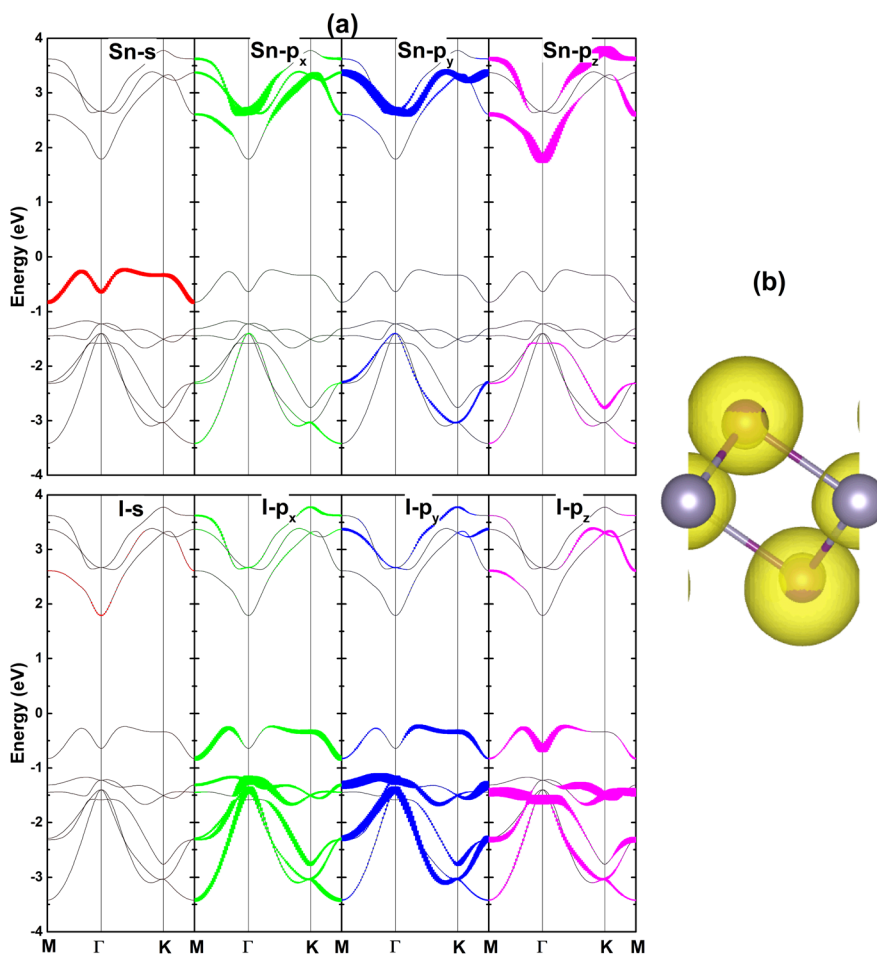 (a)
Sn-s Sn-px Sn-py Sn-pz
4
3
2
1
0
-1
-2
-3
-4
Energy (eV)
(b)
I-s I-px I-py I-pz
4
3
2
1
0
-1
-2
-3
-4
Energy (eV)
M Γ K M Γ K M Γ K M Γ K M